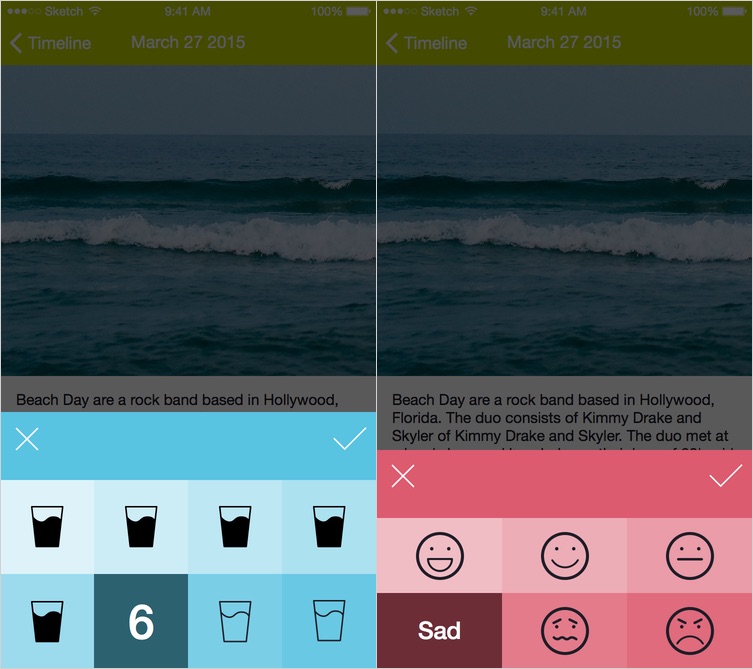 Sketch 9:41 AM 100%
Timeline March 27 2015
Beach Day are a rock band based in Hollywood,
6
Sketch 9:41 AM 100%
Timeline March 27 2015
Beach Day are a rock band based in Hollywood,
Florida. The duo consists of Kimmy Drake and
Skyler of Kimmy Drake and Skyler. The duo met at
Sad